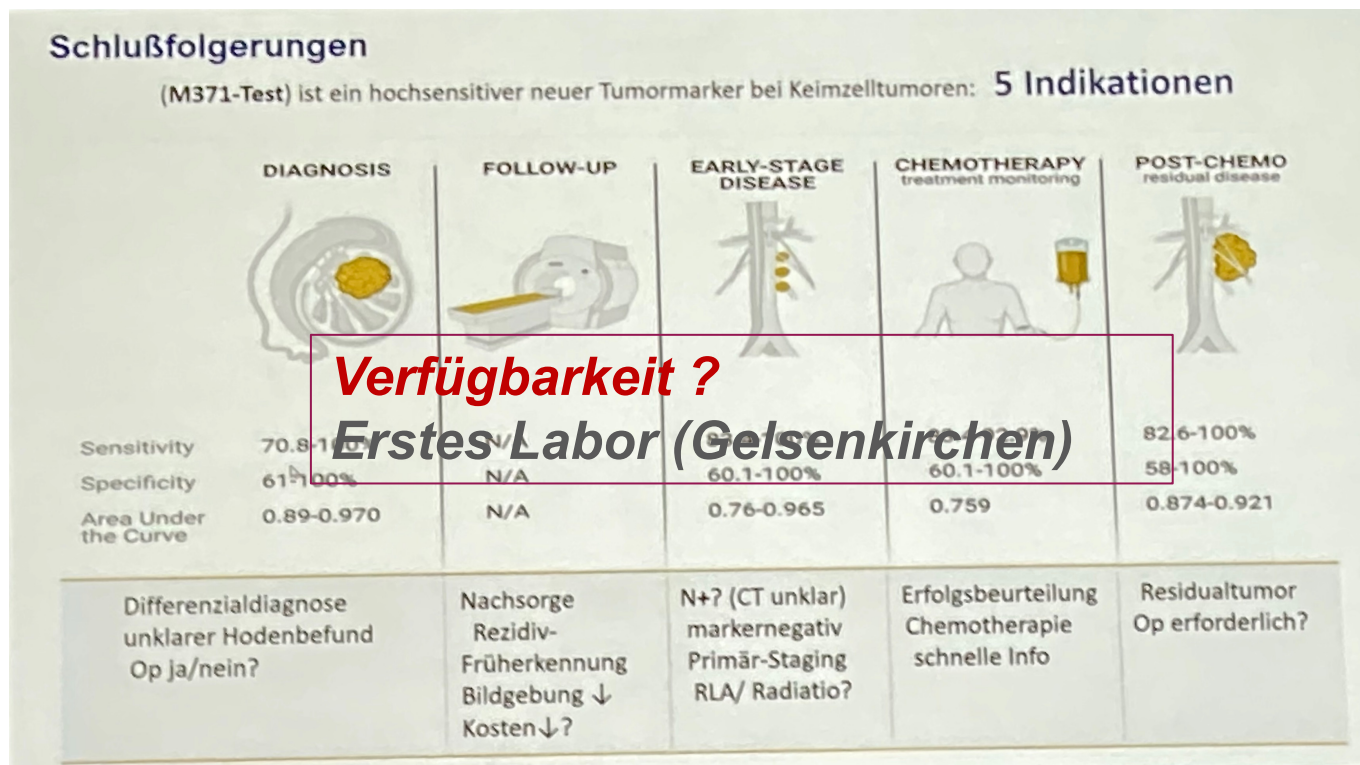 Schlußfolgerungen
(M371-Test) ist ein hochsensitiver neuer Tumormarker bei Keimzelltumoren: 5 Indikationen
DIAGNOSIS
FOLLOW-UP
EARLY-STAGE
DISEASE
CHEMOTHERAPY
treatment monitoring
POST-CHEMO
residual disease
Verfügbarkeit ?
Erstes Labor (Gelsenkirchen)
Sensitivity N/A 82.6-100%
Specificity 61-100% N/A 60.1-100% 60.1-100% 58-100%
Area Under
the Curve
0.89-0.970 N/A 0.76-0.965 0.759 0.874-0.921
Differenzialdiagnose
unklarer Hodenbefund
Op ja/nein?
Nachsorge
Rezidiv-
Früherkennung
Bildgebung ↓
Kosten↓?
N+? (CT unklar)
markernegativ
Primär-Staging
RLA/ Radiatio?
Erfolgsbeurteilung
Chemotherapie
schnelle Info
Residualtumor
Op erforderlich?